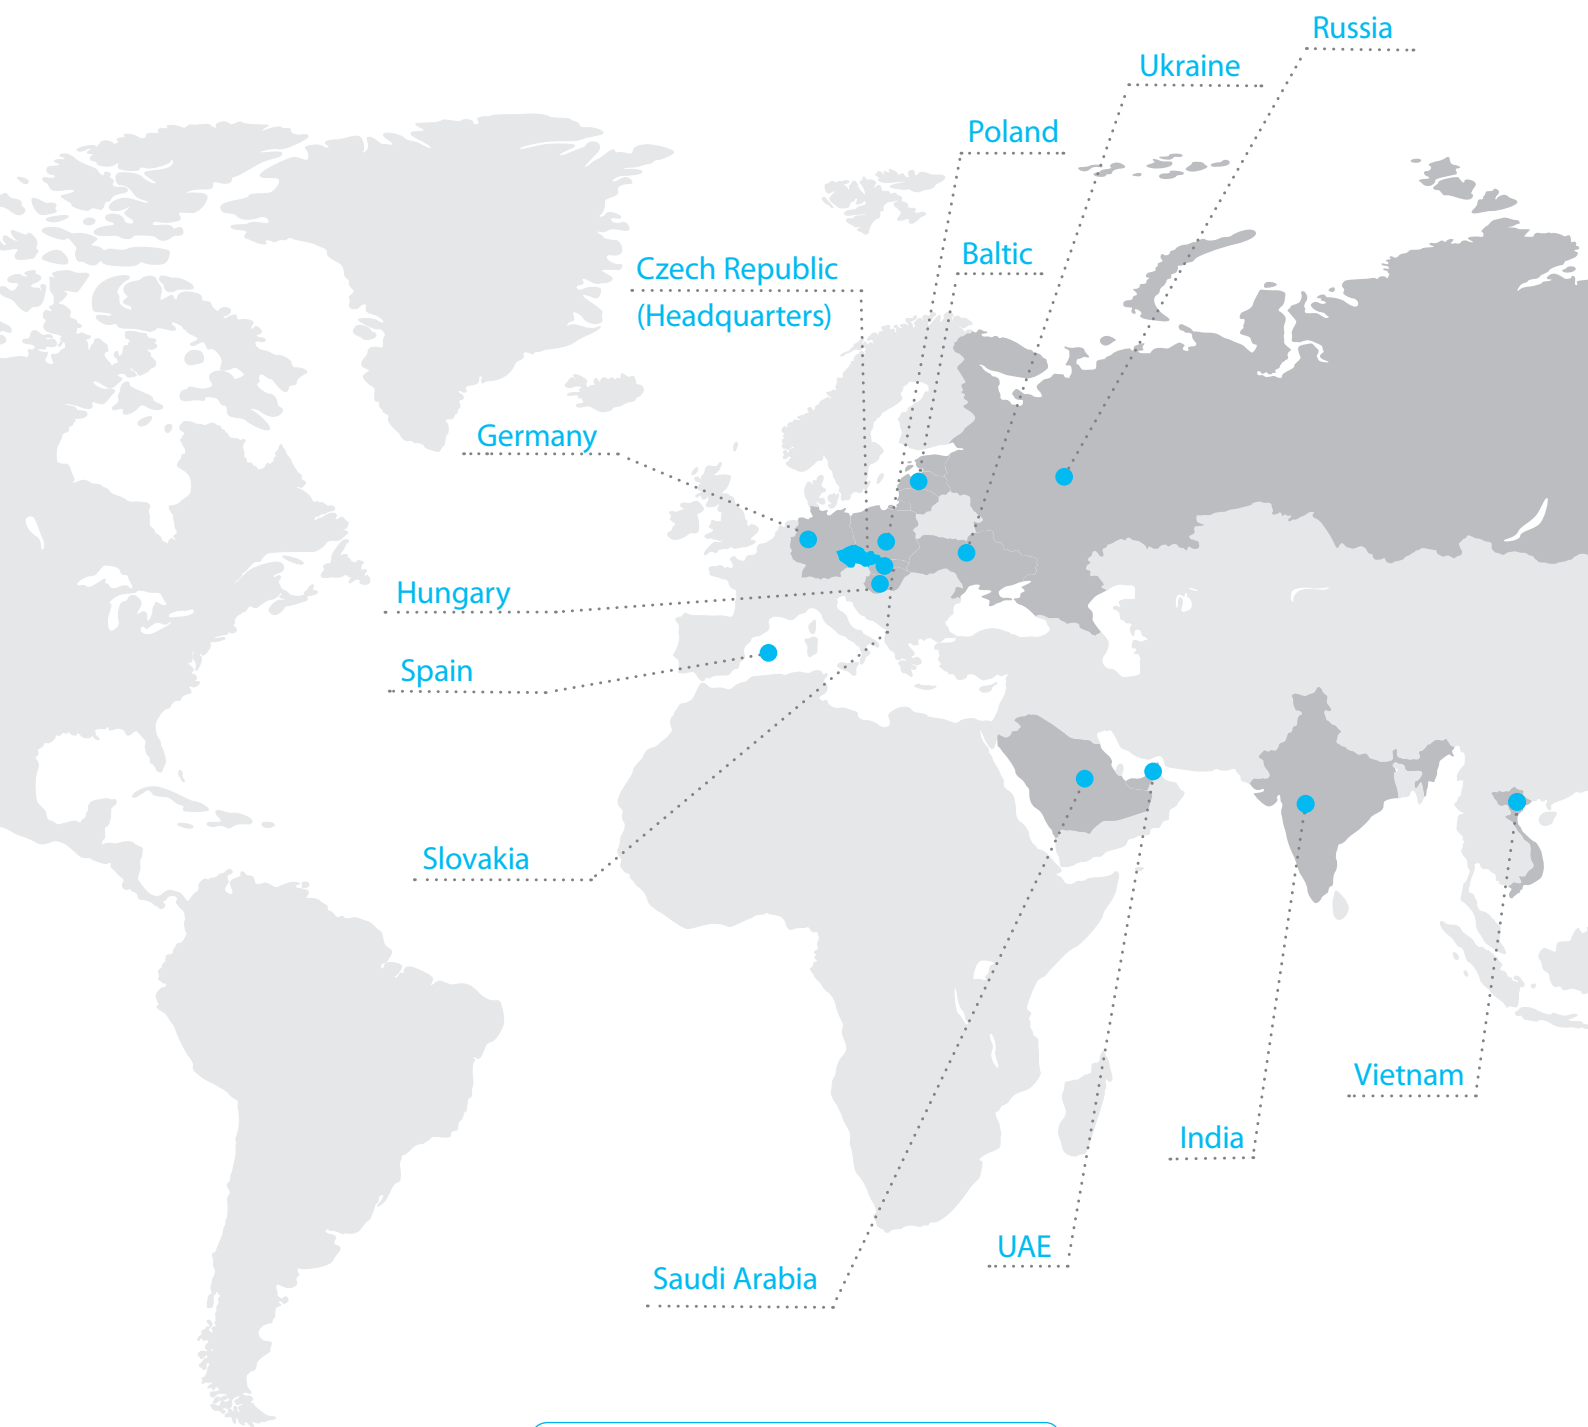 Russia
Ukraine
Poland
Baltic
Czech Republic
(Headquarters)
Germany
Hungary
Spain
Slovakia
Vietnam
India
UAE
Saudi Arabia